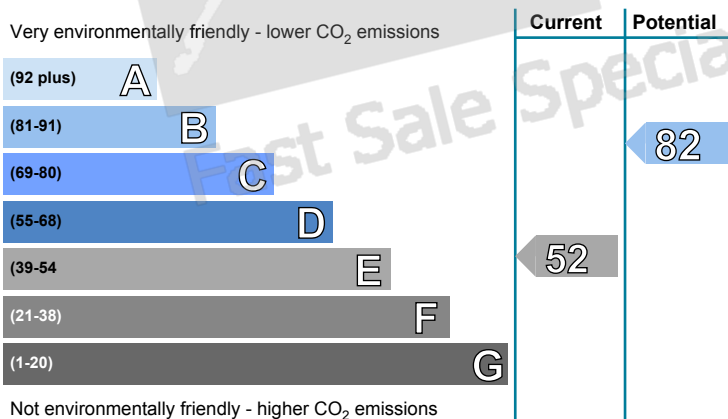 Current Potential
Very environmentally friendly - lower CO2 emissions
(92 plus) A
(81-91) B
82
(69-80) C
(55-68) D
(39-54 E
52
(21-38) F
(1-20) G
Not environmentally friendly - higher CO2 emissions
Fast Sale Specia